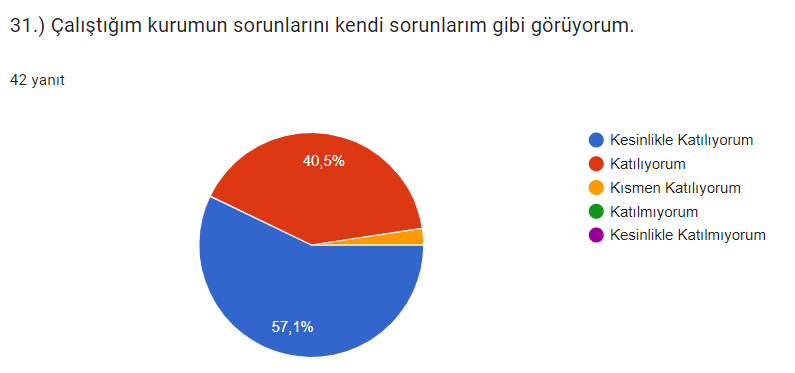 31.) Çalıştığım kurumun sorunlarını kendi sorunlarım gibi görüyorum.
42 yanıt
40,5%
57,1%
Kesinlikle Katılıyorum
Katılıyorum
Kısmen Katılıyorum
Katılmıyorum
Kesinlikle Katılmıyorum